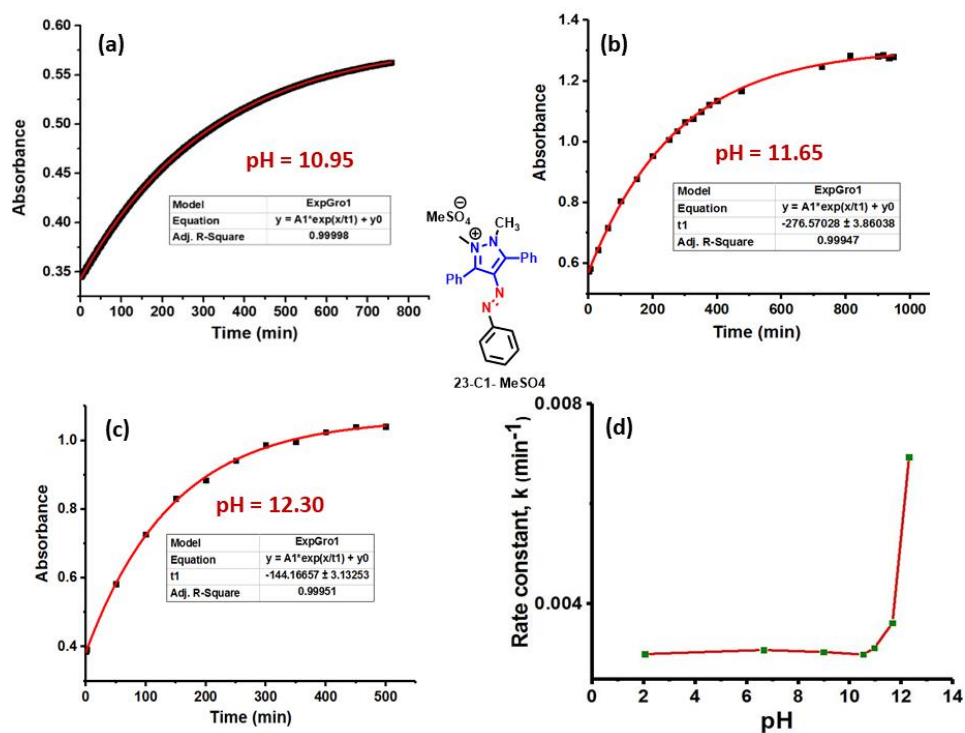 (a)
Absorbance
0.60
0.55
0.50
0.45
0.40
0.35
pH = 10.95
Model ExpGro1
Equation y = A1*exp(x/t1) + y0
Adj. R-Square 0.99998
0 100 200 300 400 500 600 700 800
Time (min)
(b)
Absorbance
1.4
1.2
1.0
0.8
0.6
pH = 11.65
Model ExpGro1
Equation y = A1*exp(x/t1) + y0
t1 -276.57028 ± 3.86038
Adj. R-Square 0.99947
0 200 400 600 800 1000
Time (min)
⊖
MeSO4
CH3
⊕
N N
Ph Ph
N
N
23-C1- MeSO4
(c)
Absorbance
1.0
0.8
0.6
0.4
pH = 12.30
Model ExpGro1
Equation y = A1*exp(x/t1) + y0
t1 -144.16657 ± 3.13253
Adj. R-Square 0.99951
0 100 200 300 400 500
Time (min)
(d)
Rate constant, k (min-1)
0.008
0.004
0 2 4 6 8 10 12 14
pH